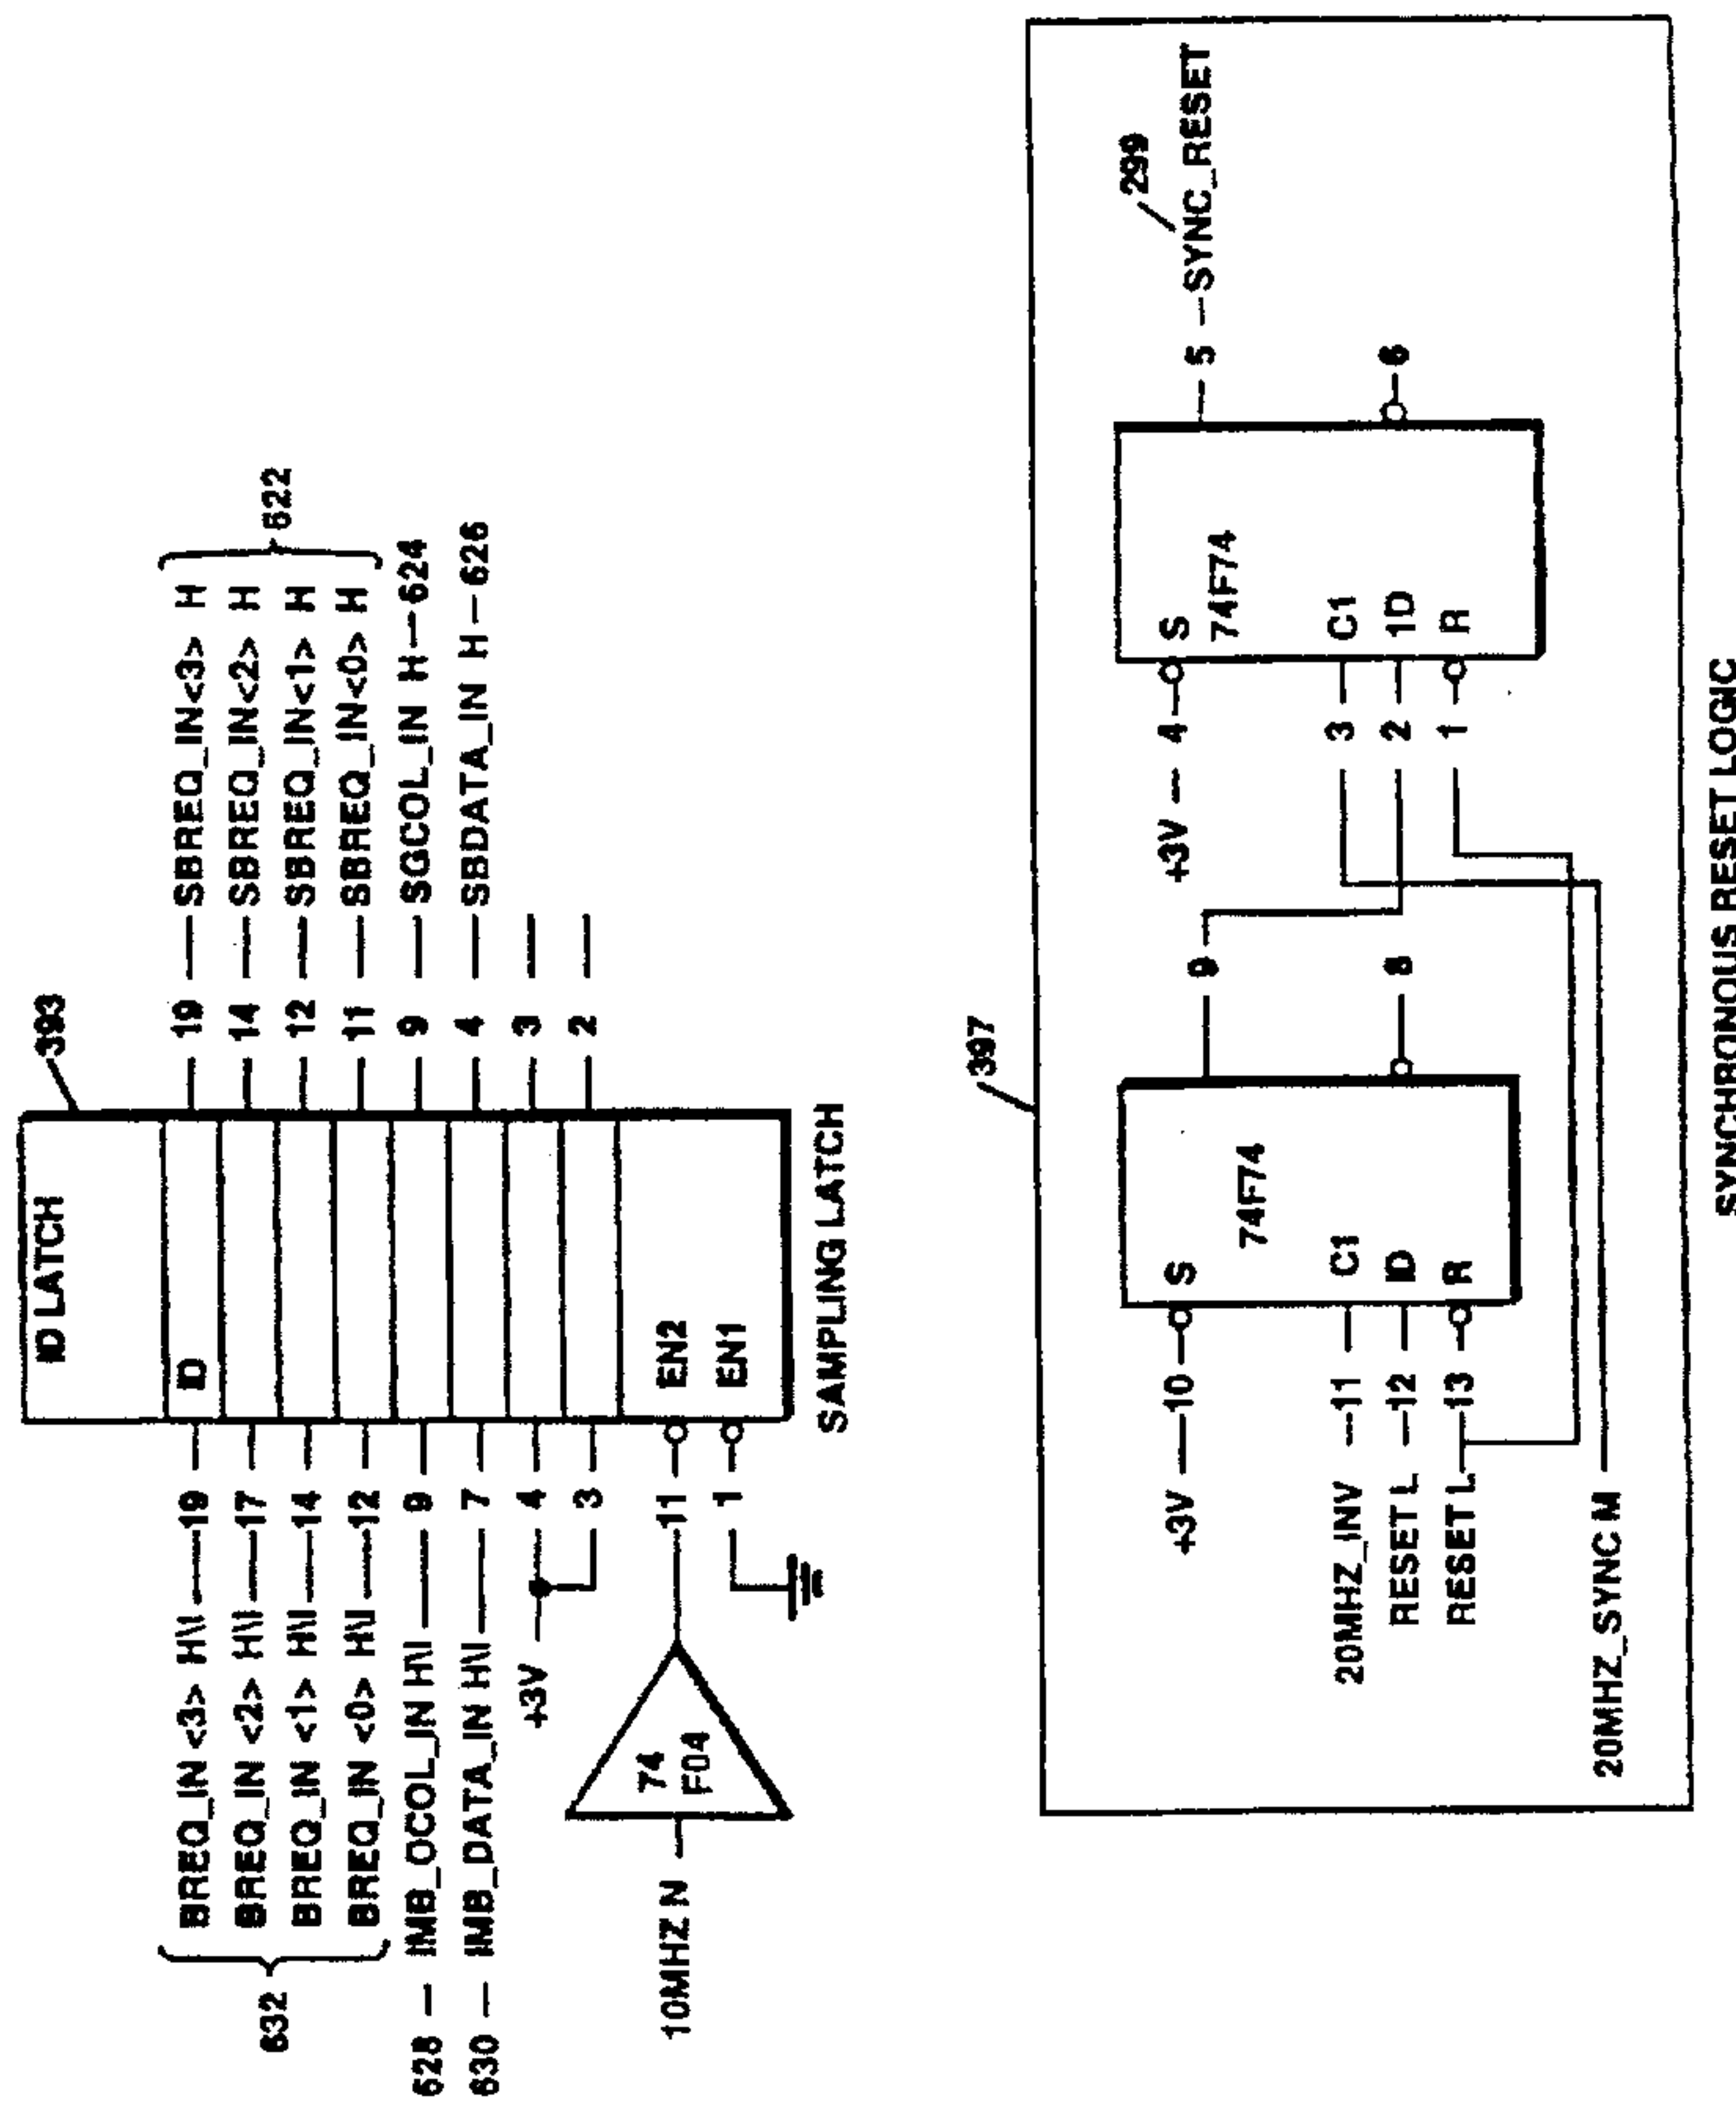 ID LATCH
393
632
BREQ_IN <3> H\I 19 ID 19 SBREQ_IN<3> H
BREQ_IN <2> H\I 17 14 SBREQ_IN<2> H
BREQ_IN <1> H\I 14 12 SBREQ_IN<1> H
BREQ_IN <0> H\I 12 11 SBREQ_IN<0> H
622
628 IMB_OCOL_IN H\I 9 9 SGCOL_IN H 624
630 IMB_DATA_IN H\I 7 4 SBDATA_IN H 626
+3V 4 3
3 2
10MHZ N 74 F04 11 EN2
1 EN1
SAMPLING LATCH
397
299
+3V 10 S 9 +3V 4 S 5 SYNC_RESET
74F74 74F74
20MHZ_INV 11 C1 3 C1
RESET L 12 ID 8 2 1D 6
RESET L 13 R 1 R
20MHZ_SYNC M
SYNCHRONOUS RESET LOGIC